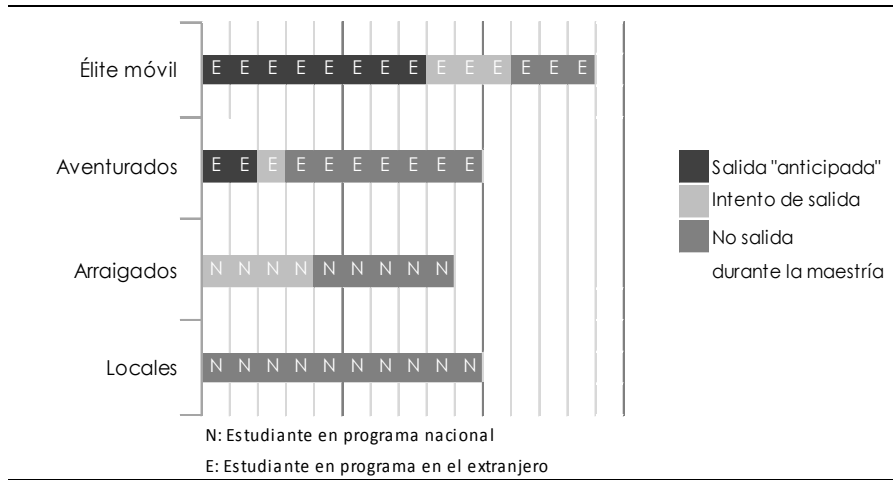 Élite móvil E E E E E E E E E E E E E E
Aventurados E E E E E E E E E E
Arraigados N N N N N N N N N
Locales N N N N N N N N N N
Salida "anticipada"
Intento de salida
No salida
durante la maestría
N: Estudiante en programa nacional
E: Estudiante en programa en el extranjero